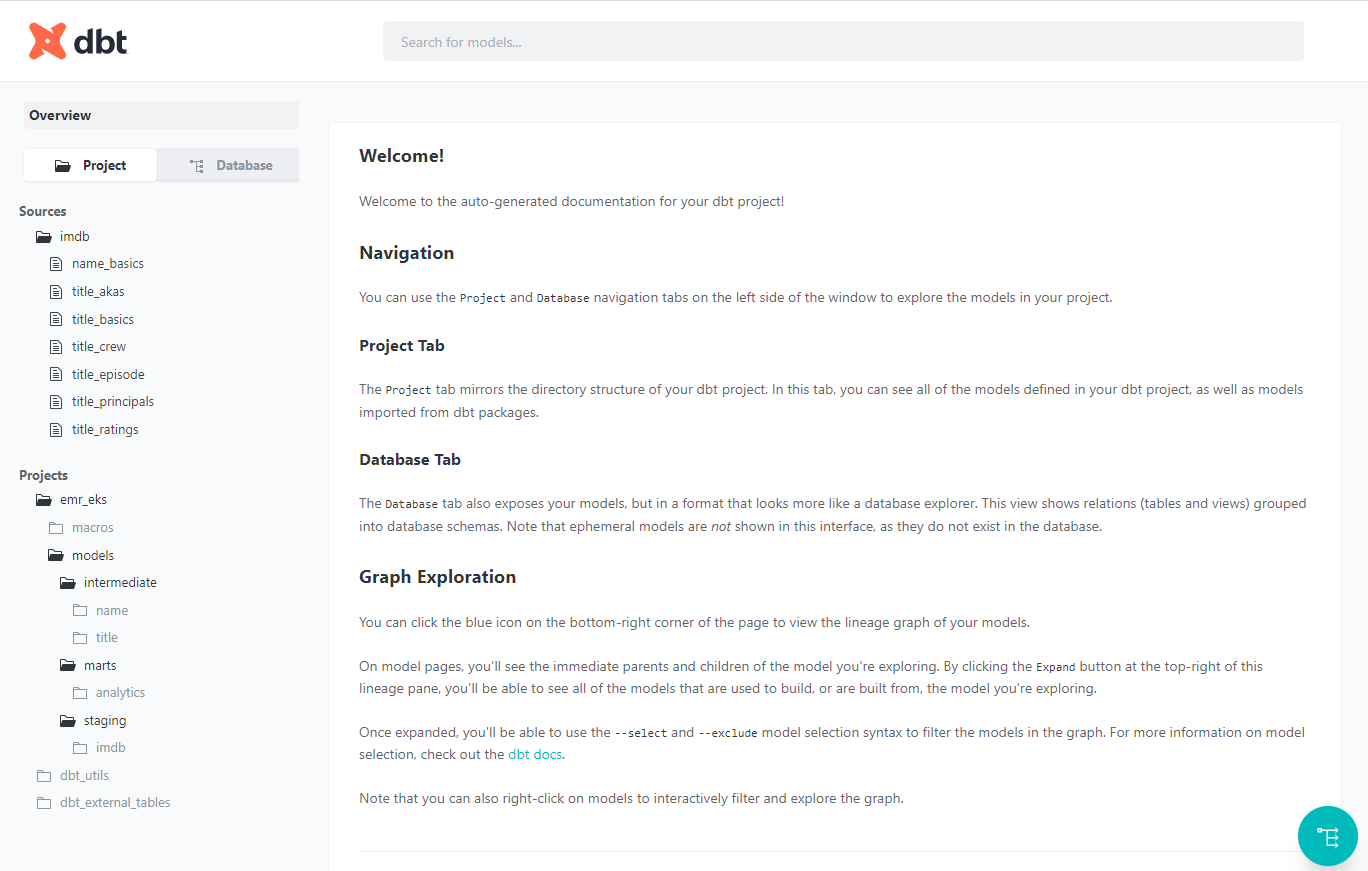 dbt
Search for models...
Overview
Project
Database
Sources
imdb
name_basics
title_akas
title_basics
title_crew
title_episode
title_principals
title_ratings
Projects
emr_eks
macros
models
intermediate
name
title
marts
analytics
staging
imdb
dbt_utils
dbt_external_tables
Welcome!
Welcome to the auto-generated documentation for your dbt project!
Navigation
You can use the Project and Database navigation tabs on the left side of the window to explore the models in your project.
Project Tab
The Project tab mirrors the directory structure of your dbt project. In this tab, you can see all of the models defined in your dbt project, as well as models
imported from dbt packages.
Database Tab
The Database tab also exposes your models, but in a format that looks more like a database explorer. This view shows relations (tables and views) grouped
into database schemas. Note that ephemeral models are not shown in this interface, as they do not exist in the database.
Graph Exploration
You can click the blue icon on the bottom-right corner of the page to view the lineage graph of your models.
On model pages, you'll see the immediate parents and children of the model you're exploring. By clicking the Expand button at the top-right of this
lineage pane, you'll be able to see all of the models that are used to build, or are built from, the model you're exploring.
Once expanded, you'll be able to use the --select and --exclude model selection syntax to filter the models in the graph. For more information on model
selection, check out the dbt docs.
Note that you can also right-click on models to interactively filter and explore the graph.